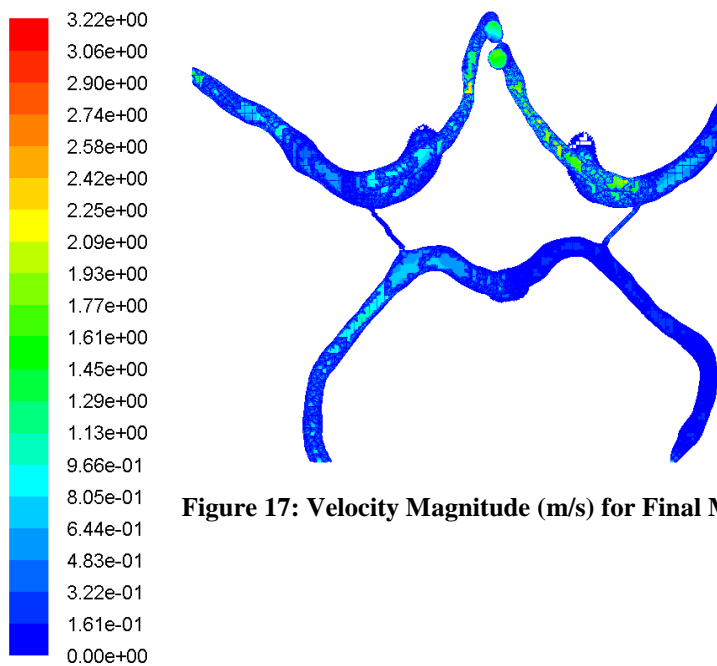 3.22e+00
3.06e+00
2.90e+00
2.74e+00
2.58e+00
2.42e+00
2.25e+00
2.09e+00
1.93e+00
1.77e+00
1.61e+00
1.45e+00
1.29e+00
1.13e+00
9.66e-01
8.05e-01
6.44e-01
4.83e-01
3.22e-01
1.61e-01
0.00e+00
Figure 17: Velocity Magnitude (m/s) for Final M